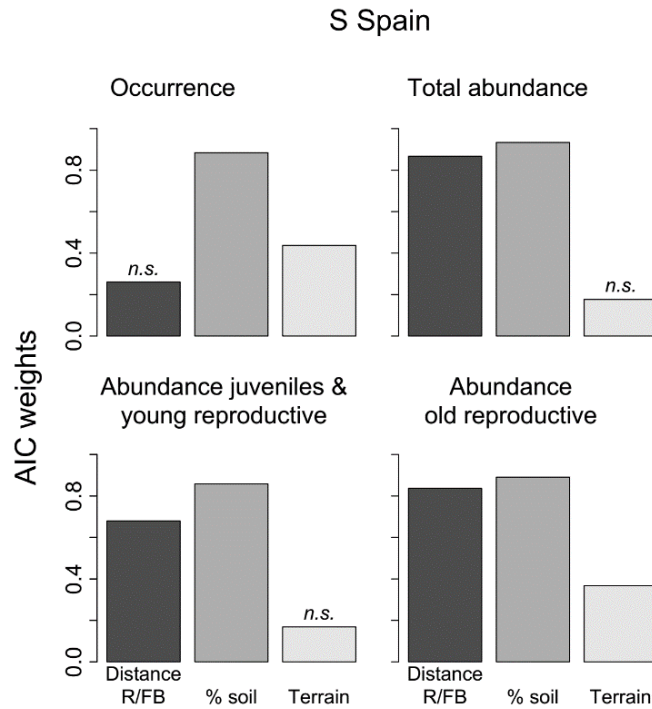 S Spain
Occurrence
Total abundance
0.8
0.4
0.0
n.s.
n.s.
AIC weights
Abundance juveniles &
young reproductive
Abundance
old reproductive
0.8
0.4
0.0
n.s.
Distance
R/FB
% soil
Terrain
Distance
R/FB
% soil
Terrain